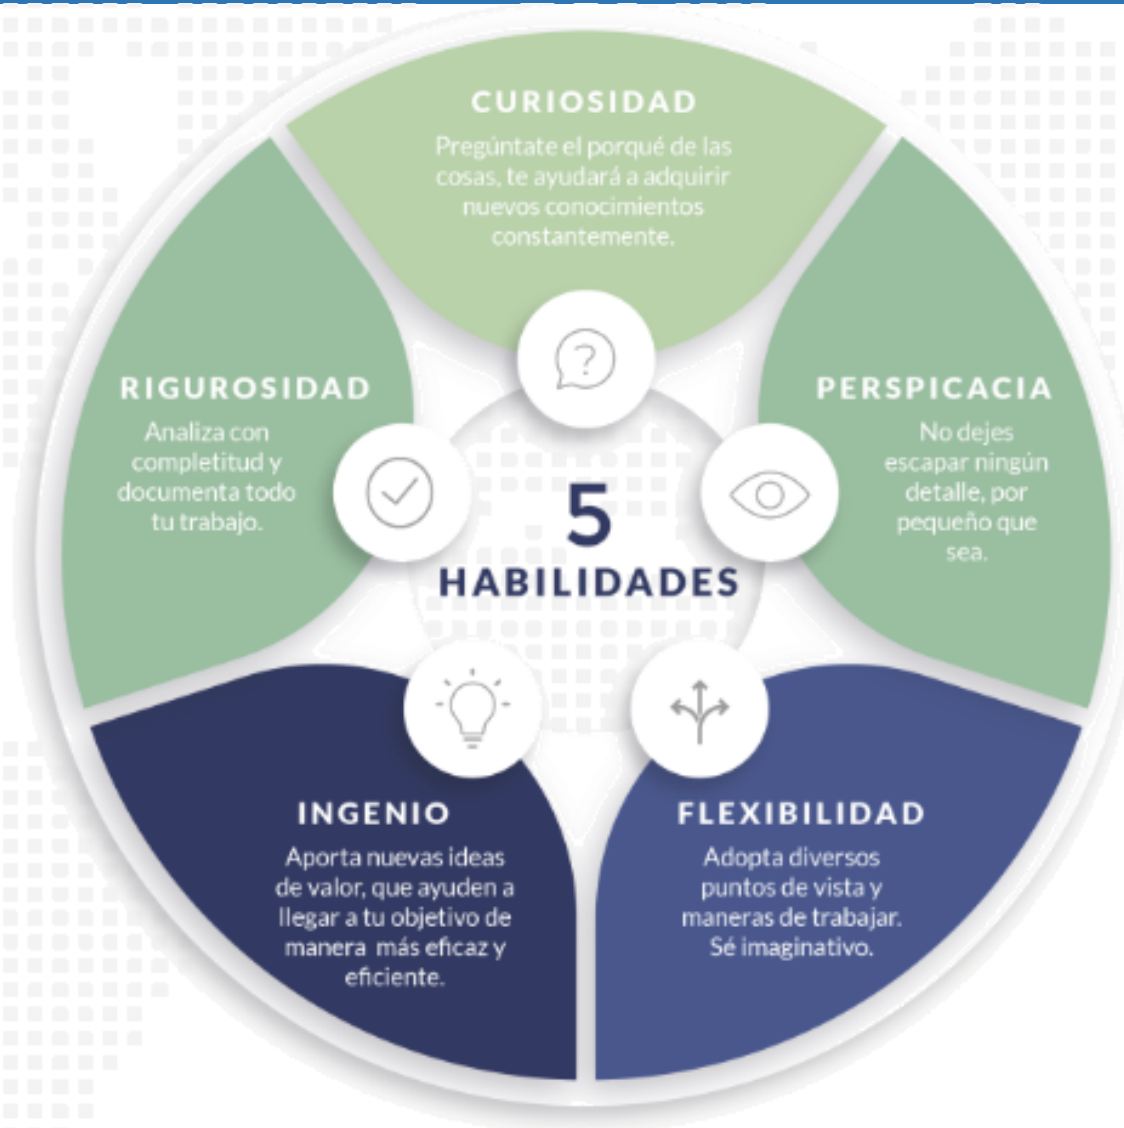 CURIOSIDAD
Pregúntate el porqué de las
cosas, te ayudará a adquirir
nuevos conocimientos
constantemente.
?
RIGUROSIDAD
Analiza con
completitud y
documenta todo
tu trabajo.
PERSPICACIA
No dejes
escapar ningún
detalle, por
pequeño que
sea.
5
HABILIDADES
INGENIO
Aporta nuevas ideas
de valor, que ayuden a
llegar a tu objetivo de
manera más eficaz y
eficiente.
FLEXIBILIDAD
Adopta diversos
puntos de vista y
maneras de trabajar.
Sé imaginativo.